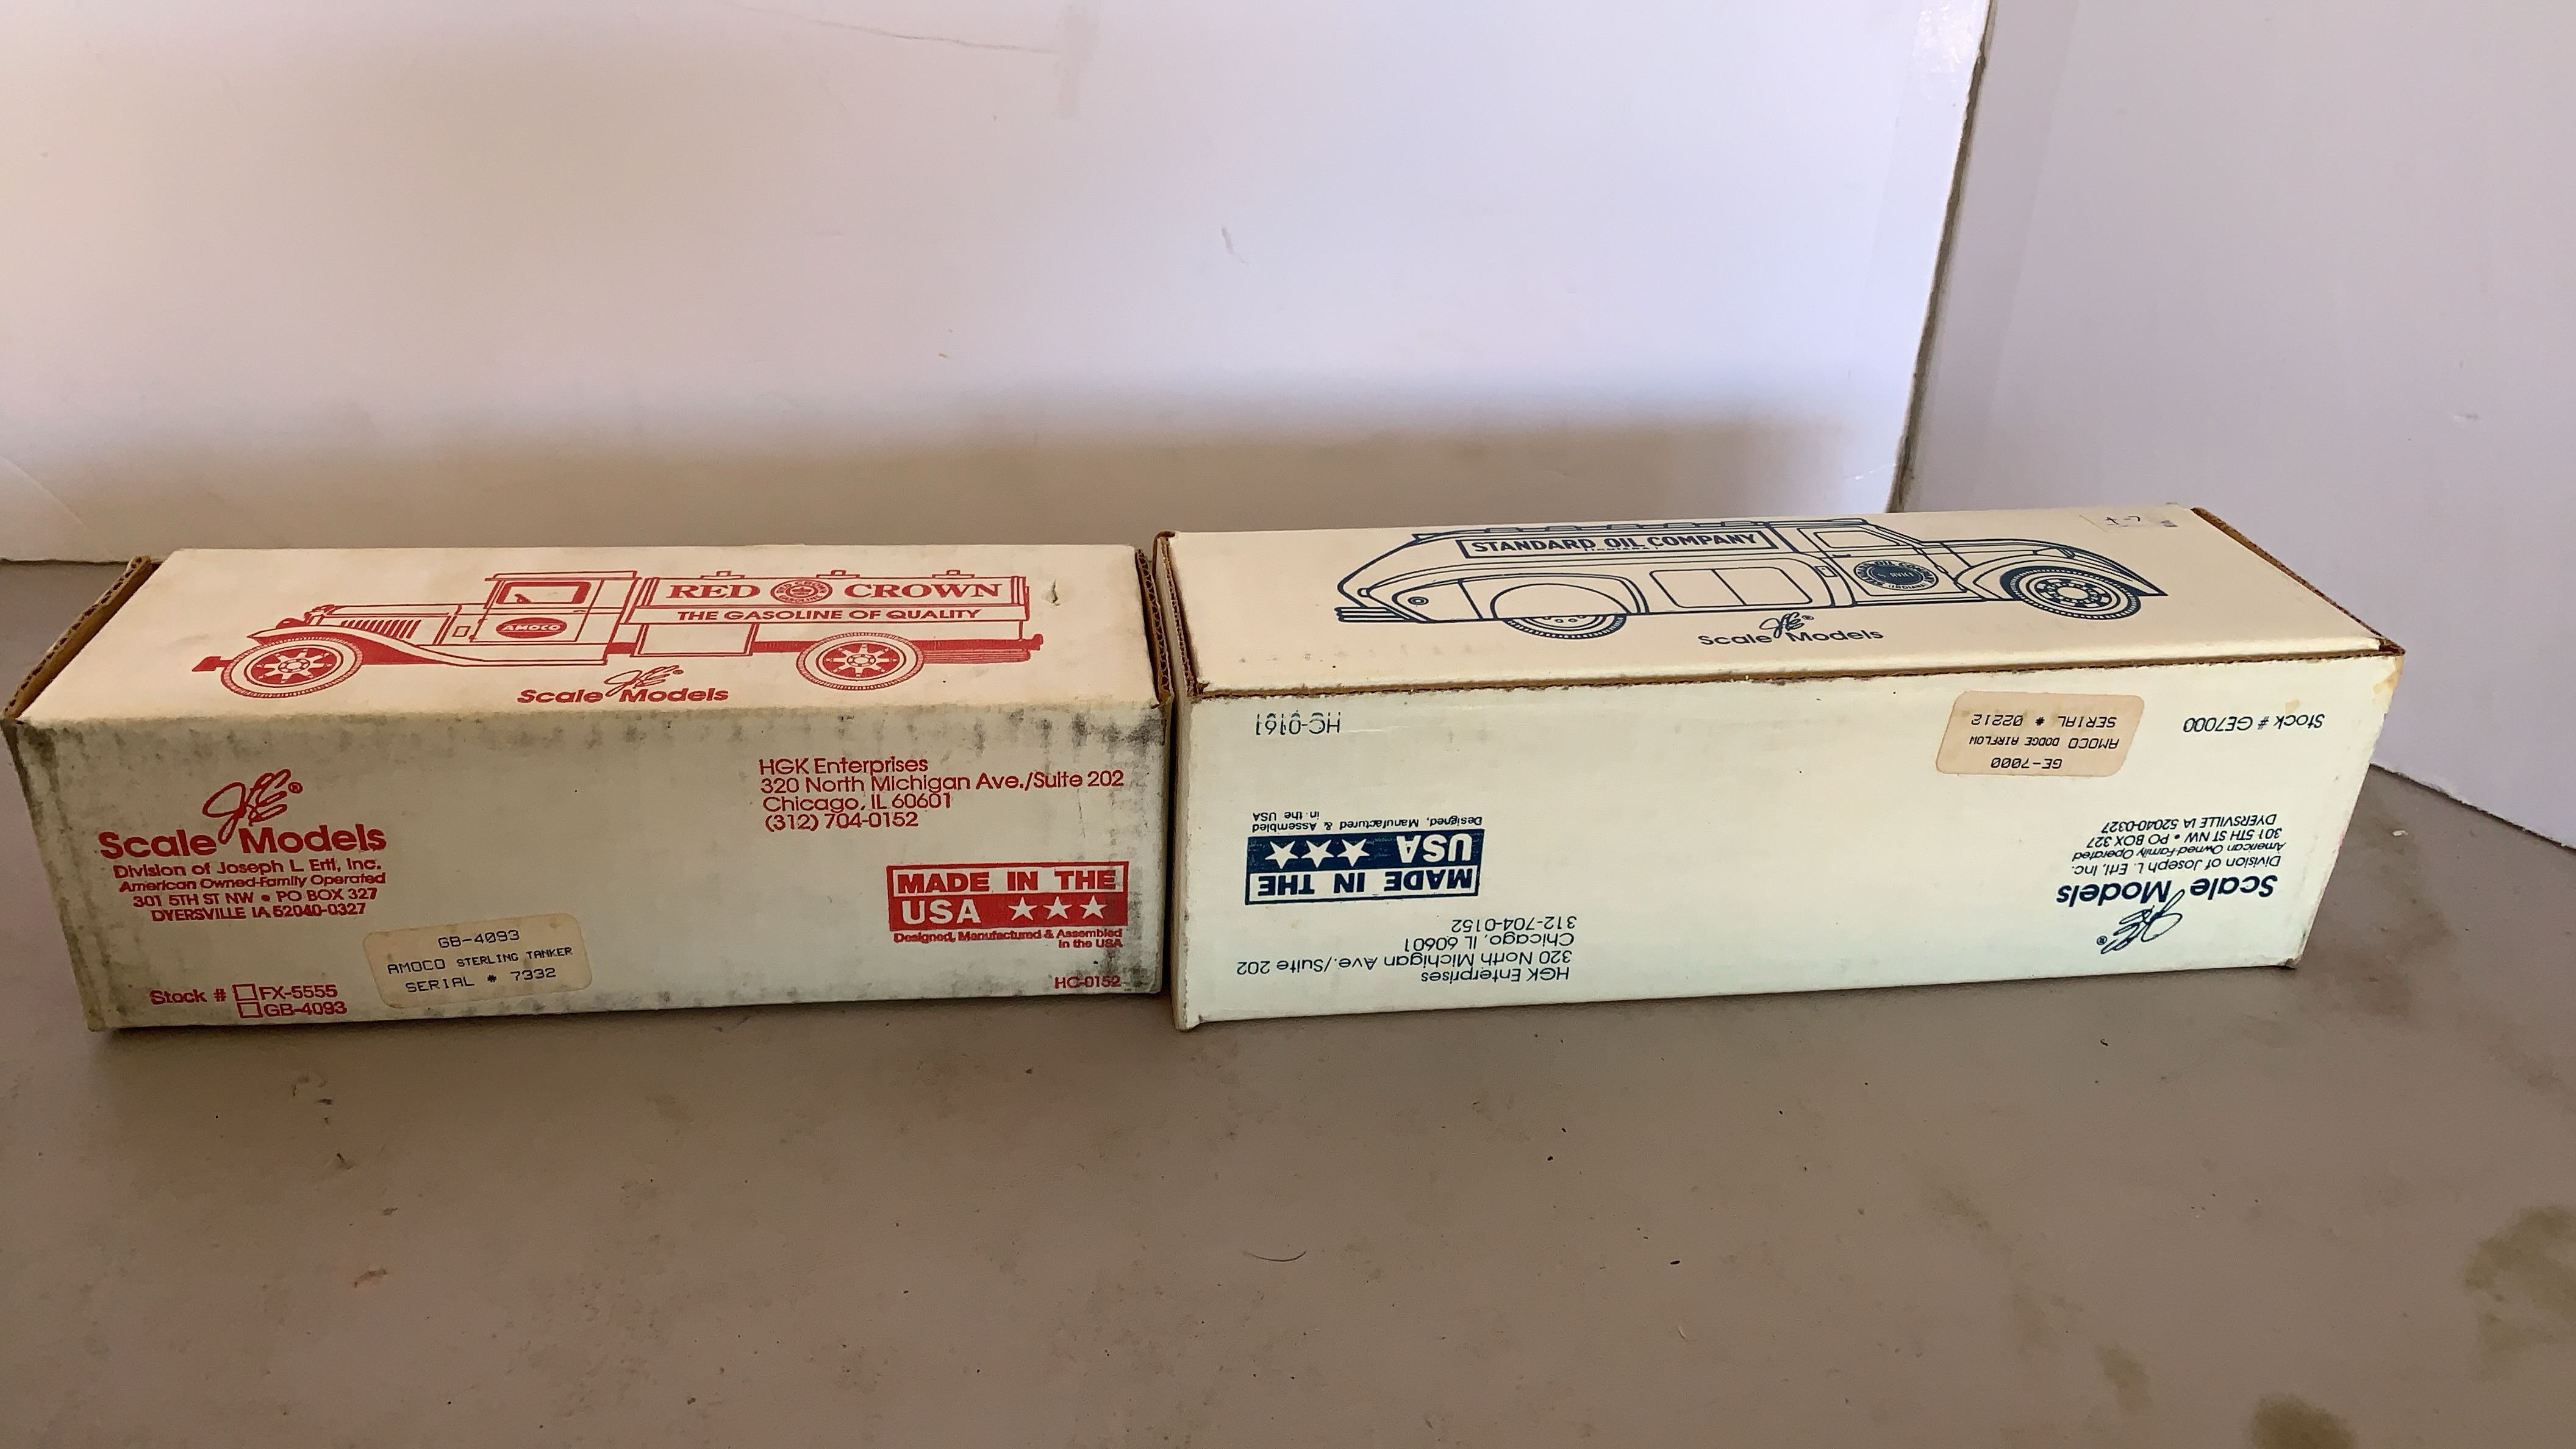 RED CROWN
THE GASOLINE OF QUALITY
AMOCO
Scale Models
JLE®
Scale Models
Division of Joseph L. Ertl, Inc.
American Owned-Family Operated
301 5TH ST NW • PO BOX 327
DYERSVILLE IA 52040-0327
HGK Enterprises
320 North Michigan Ave./Suite 202
Chicago, IL 60601
(312) 704-0152
MADE IN THE
USA ★★★
Designed, Manufactured & Assembled
in the USA
GB-4093
AMOCO STERLING TANKER
SERIAL # 7332
Stock # FX-5555
GB-4093
HC-0152
STANDARD OIL COMPANY
Scale Models
HGK Enterprises
320 North Michigan Ave./Suite 202
Chicago, IL 60601
312-704-0152
MADE IN THE
USA ★★★
Designed, Manufactured & Assembled
in the USA
HC-0161
JLE®
Scale Models
Division of Joseph L. Ertl, Inc.
American Owned-Family Operated
301 5TH ST NW • PO BOX 327
DYERSVILLE IA 52040-0327
GE-7000
AMOCO DODGE AIRFLOW
SERIAL # 02212
Stock # GE7000